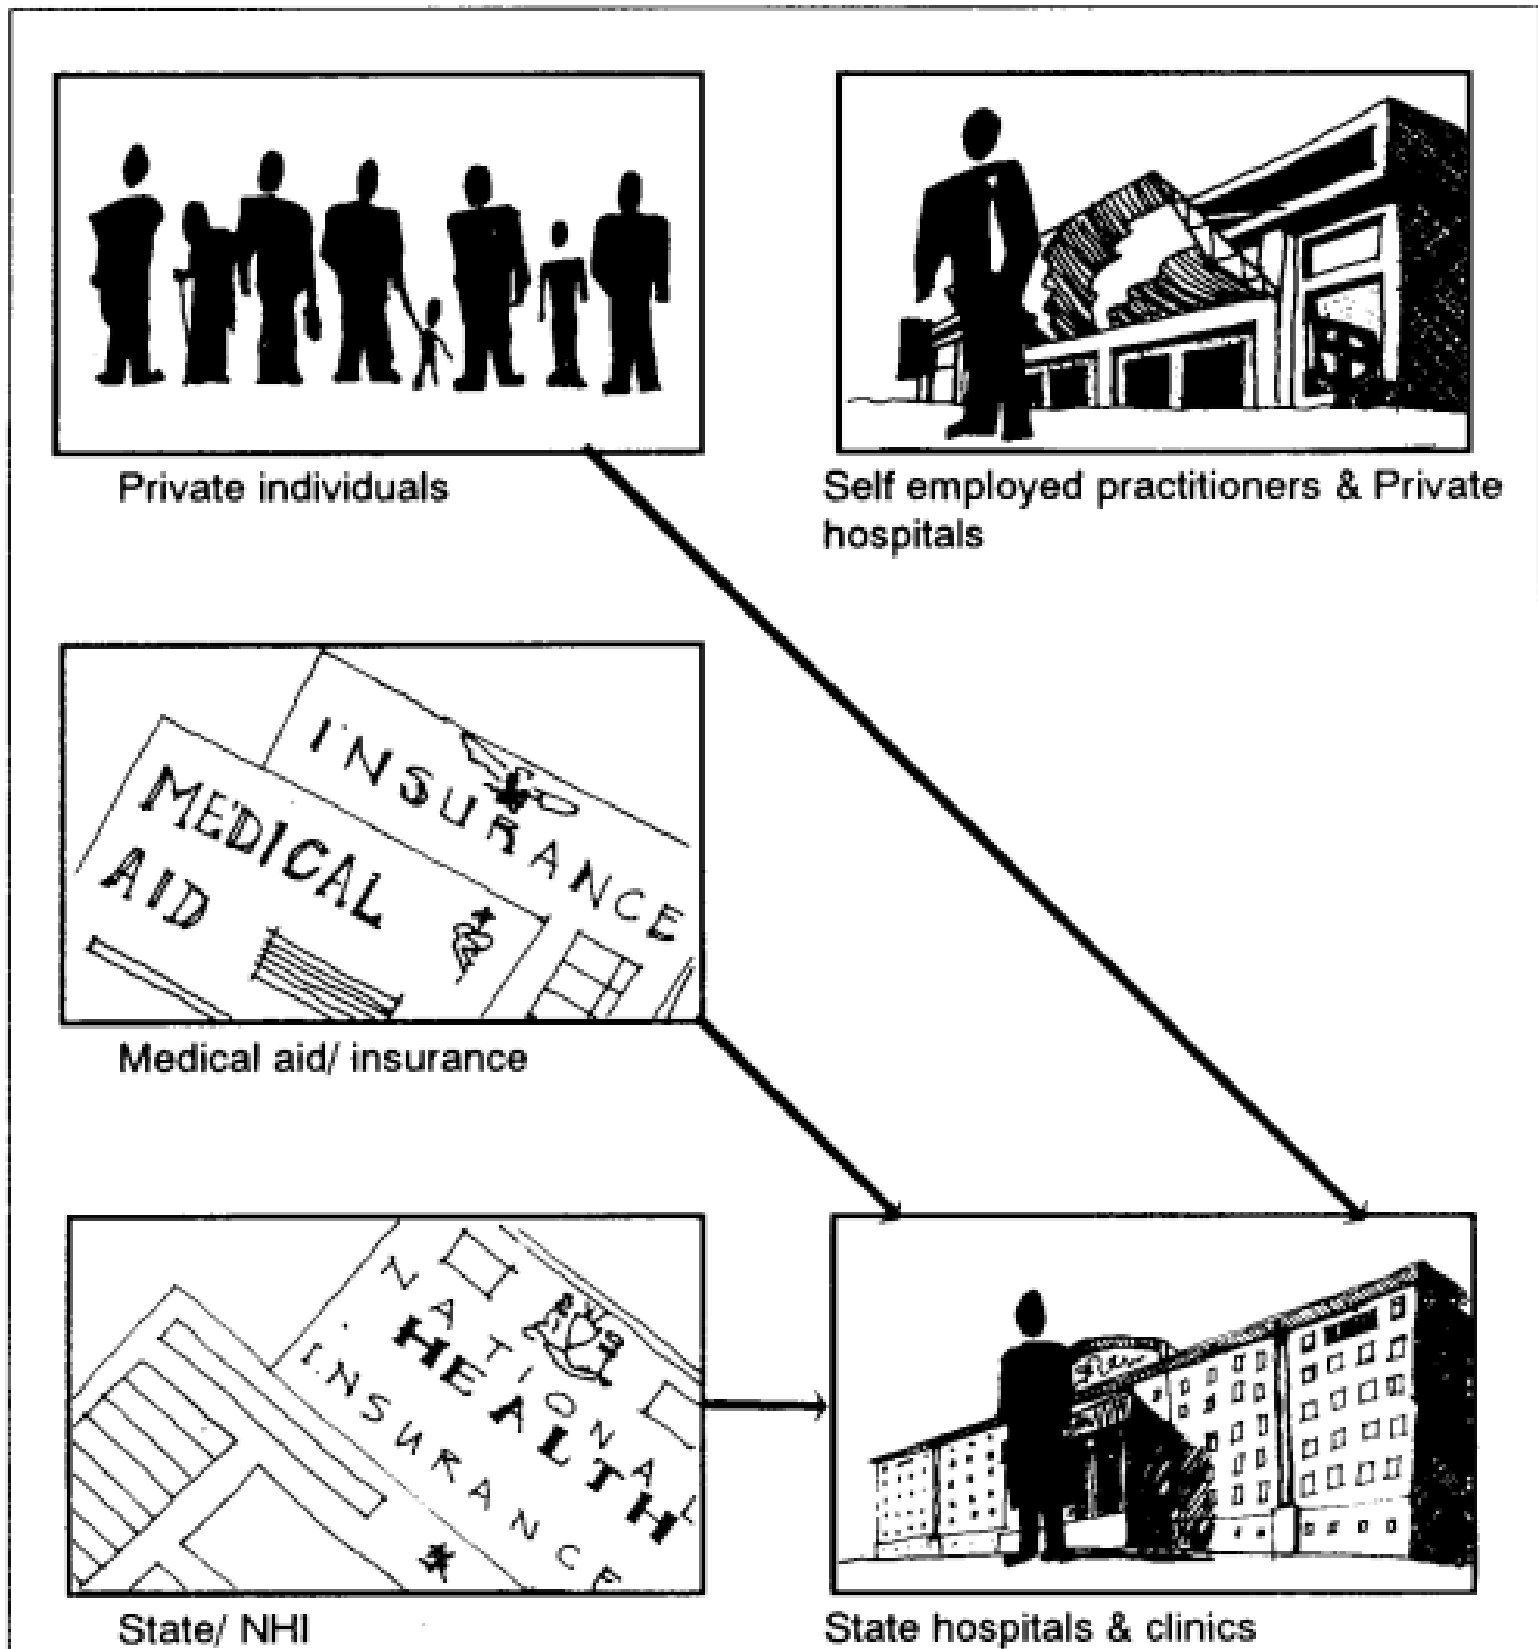 Private individuals
Self employed practitioners & Private
hospitals
INSURANCE
MEDICAL
AID
Medical aid/ insurance
NATIONAL
HEALTH
INSURANCE
State/ NHI
State hospitals & clinics